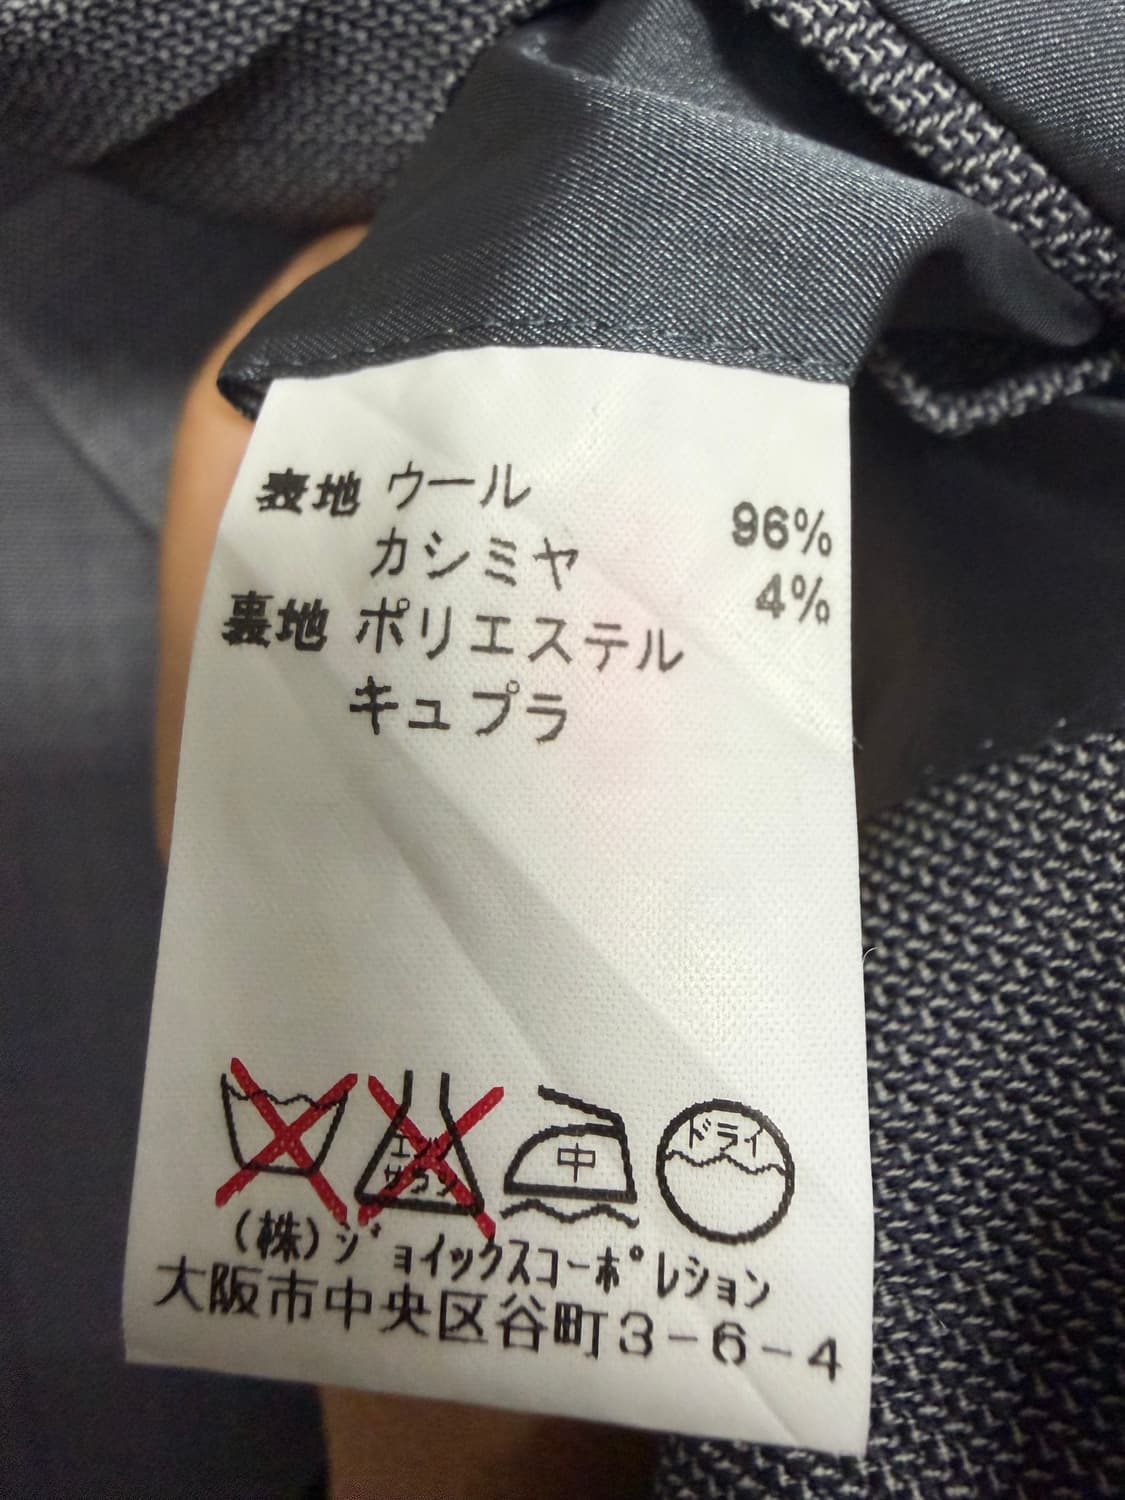 表地 ウール 96%
カシミヤ 4%
裏地 ポリエステル
キュプラ
エンソ サラシ
中
ドライ
(株)ジョイックスコーポレション
大阪市中央区谷町3-6-4